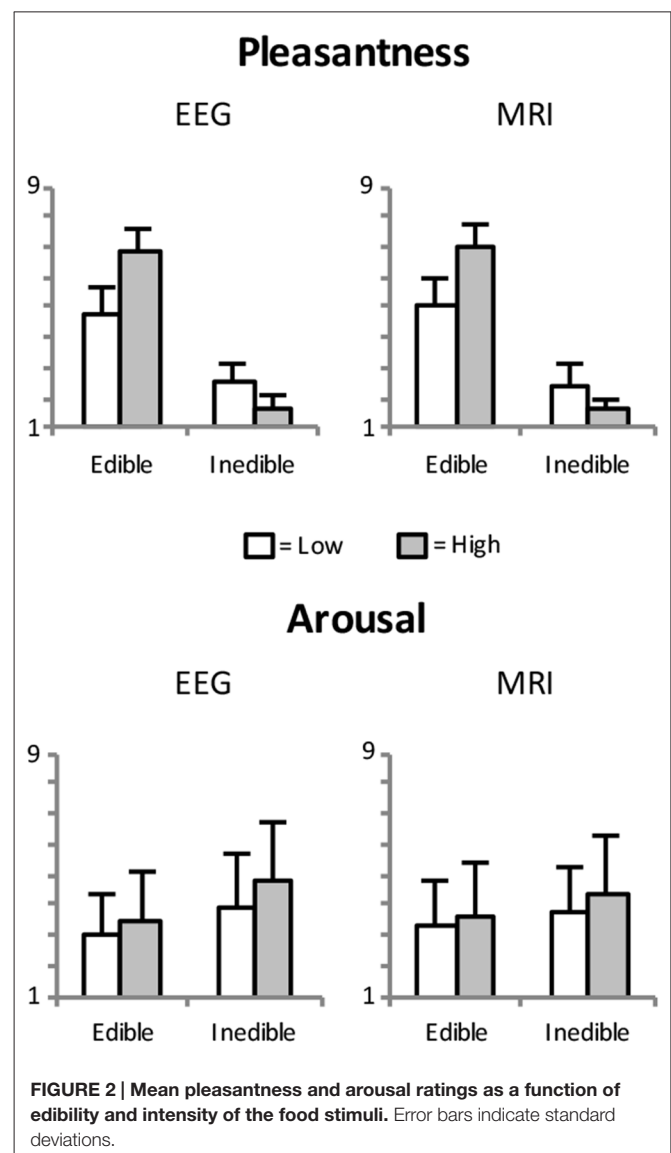 Pleasantness
EEG MRI
9 9
1 1
Edible Inedible Edible Inedible
= Low = High
Arousal
EEG MRI
9 9
1 1
Edible Inedible Edible Inedible
FIGURE 2 | Mean pleasantness and arousal ratings as a function of
edibility and intensity of the food stimuli. Error bars indicate standard
deviations.